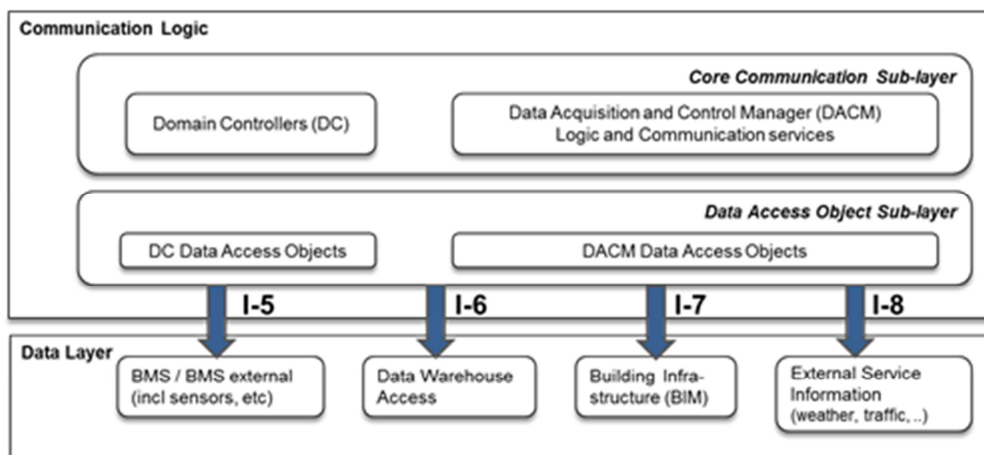 Communication Logic
Core Communication Sub-layer
Domain Controllers (DC)
Data Acquisition and Control Manager (DACM)
Logic and Communication services
Data Access Object Sub-layer
DC Data Access Objects
DACM Data Access Objects
I-5
I-6
I-7
I-8
Data Layer
BMS / BMS external
(incl sensors, etc)
Data Warehouse
Access
Building Infra-
structure (BIM)
External Service
Information
(weather, traffic, ..)